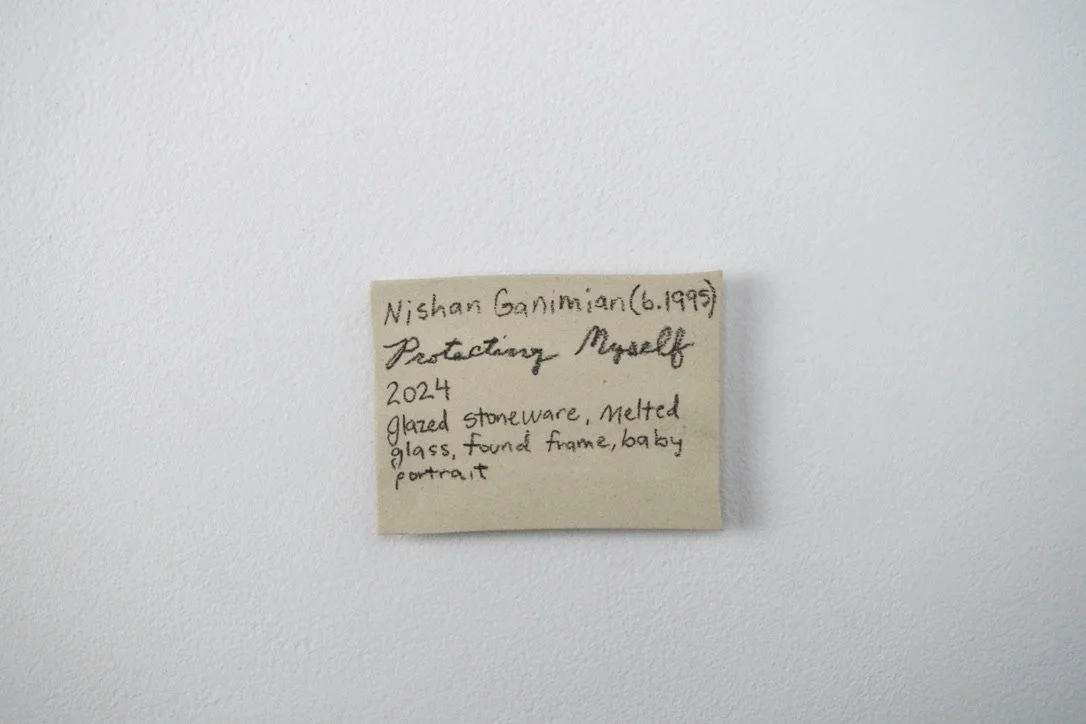 Nishan Ganimian (b.1995)
Protecting Myself
2024
glazed stoneware, melted
glass, found frame, baby
portrait